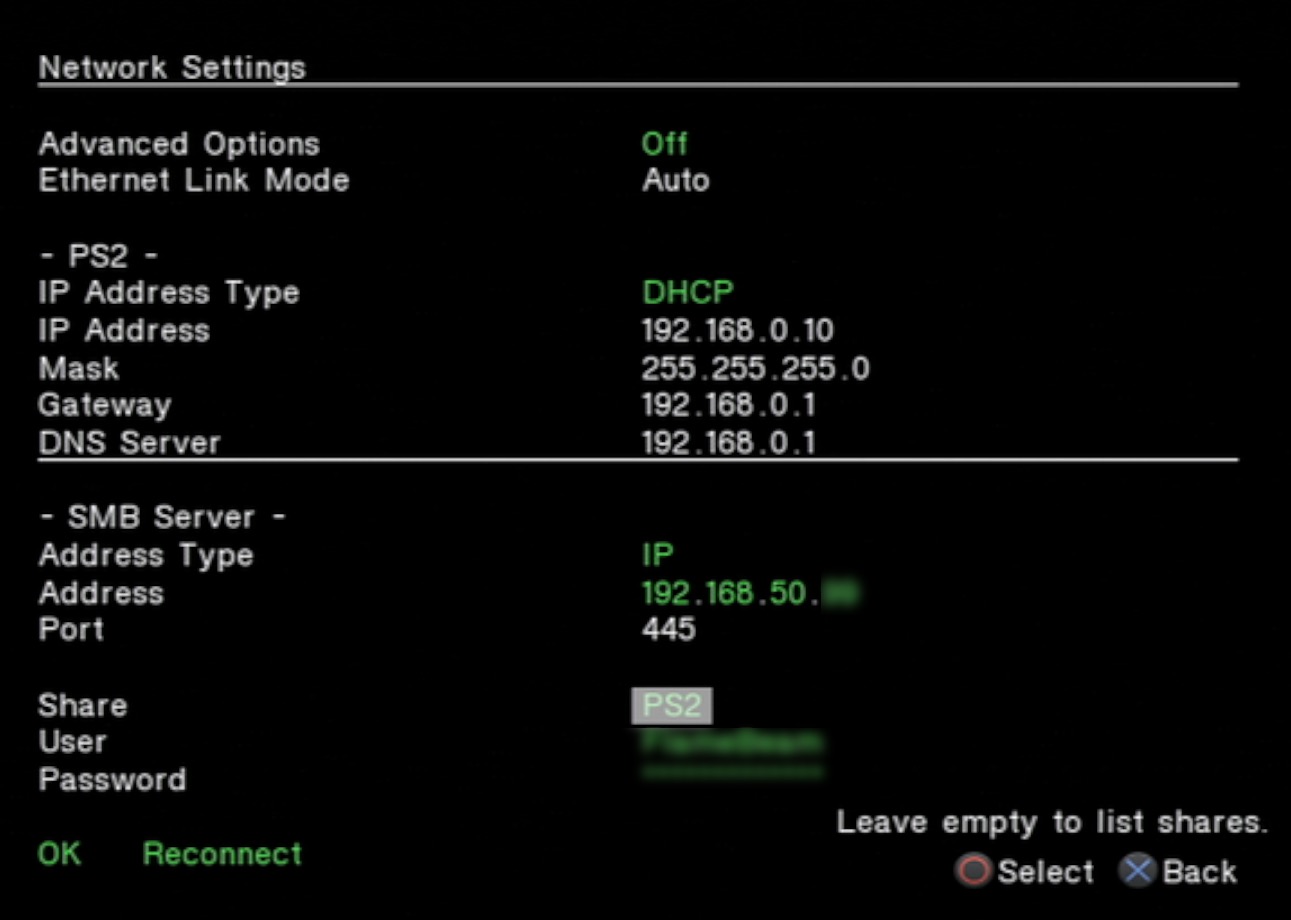 Network Settings
Advanced Options Off
Ethernet Link Mode Auto
- PS2 -
IP Address Type DHCP
IP Address 192.168.0.10
Mask 255.255.255.0
Gateway 192.168.0.1
DNS Server 192.168.0.1
- SMB Server -
Address Type IP
Address 192.168.50.
Port 445
Share PS2
User
Password
Leave empty to list shares.
OK Reconnect
Select Back